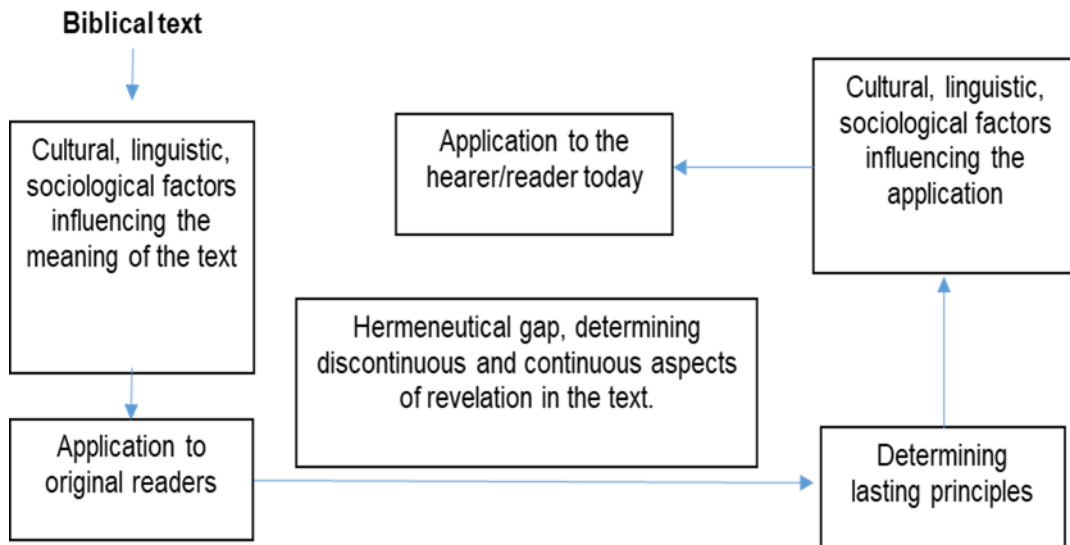 Biblical text
Cultural, linguistic,
sociological factors
influencing the
meaning of the text
Application to
original readers
Hermeneutical gap, determining
discontinuous and continuous aspects
of revelation in the text.
Determining
lasting principles
Cultural, linguistic,
sociological factors
influencing the
application
Application to the
hearer/reader today